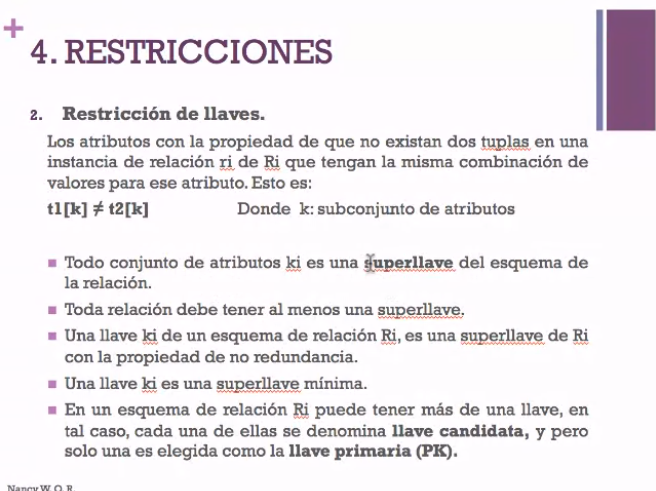 +
4. RESTRICCIONES
2. Restricción de llaves.
Los atributos con la propiedad de que no existan dos tuplas en una
instancia de relación ri de Ri que tengan la misma combinación de
valores para ese atributo. Esto es:
t1[k] ≠ t2[k] Donde k: subconjunto de atributos
Todo conjunto de atributos ki es una superllave del esquema de
la relación.
Toda relación debe tener al menos una superllave.
Una llave ki de un esquema de relación Ri, es una superllave de Ri
con la propiedad de no redundancia.
Una llave ki es una superllave mínima.
En un esquema de relación Ri puede tener más de una llave, en
tal caso, cada una de ellas se denomina llave candidata, y pero
solo una es elegida como la llave primaria (PK).
Nancy W. O. R.